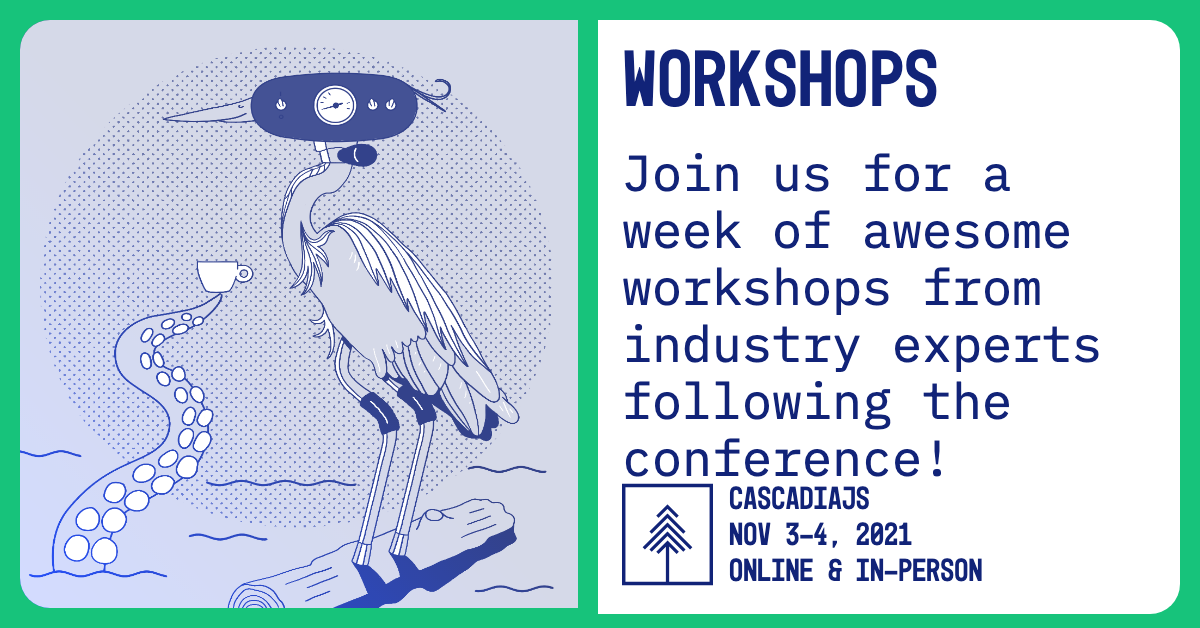 WORKSHOPS
Join us for a
week of awesome
workshops from
industry experts
following the
conference!
CASCADIAJS
NOV 3-4, 2021
ONLINE & IN-PERSON